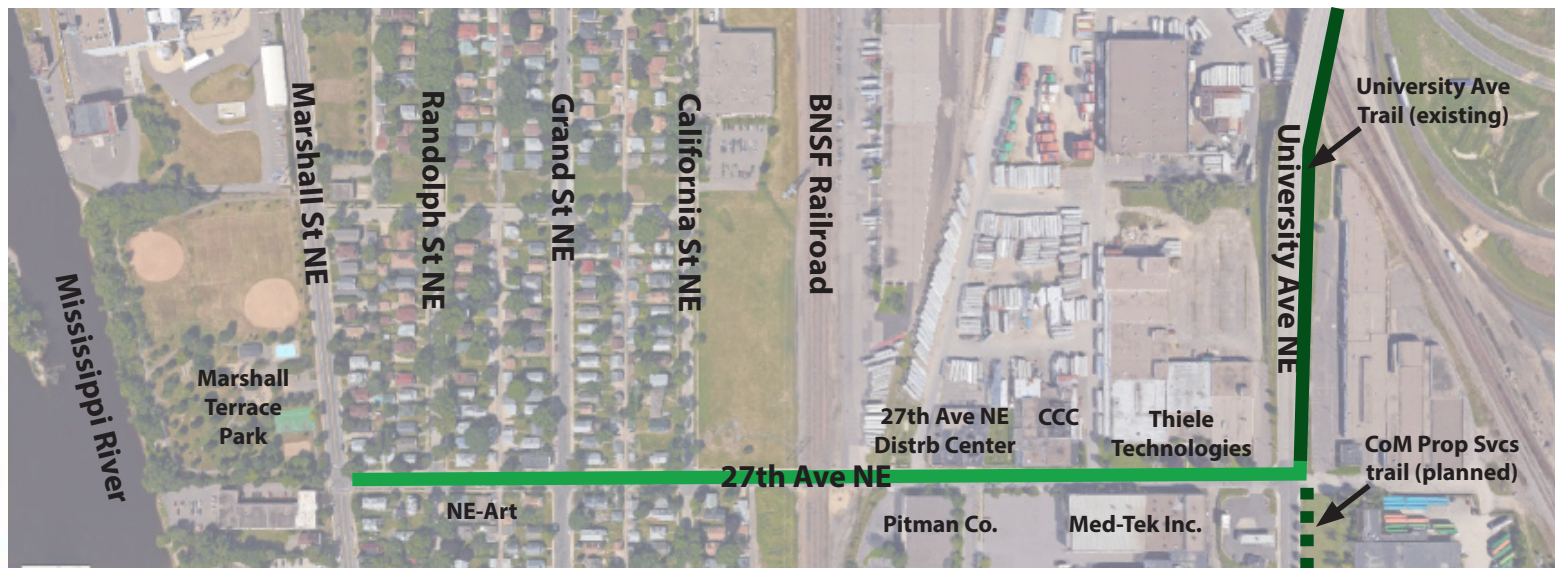 Mississippi River
Marshall
Terrace
Park
Marshall St NE
Randolph St NE
Grand St NE
California St NE
BNSF Railroad
University Ave NE
University Ave
Trail (existing)
27th Ave NE
Distrb Center
CCC
Thiele
Technologies
CoM Prop Svcs
trail (planned)
27th Ave NE
NE-Art
Pitman Co.
Med-Tek Inc.